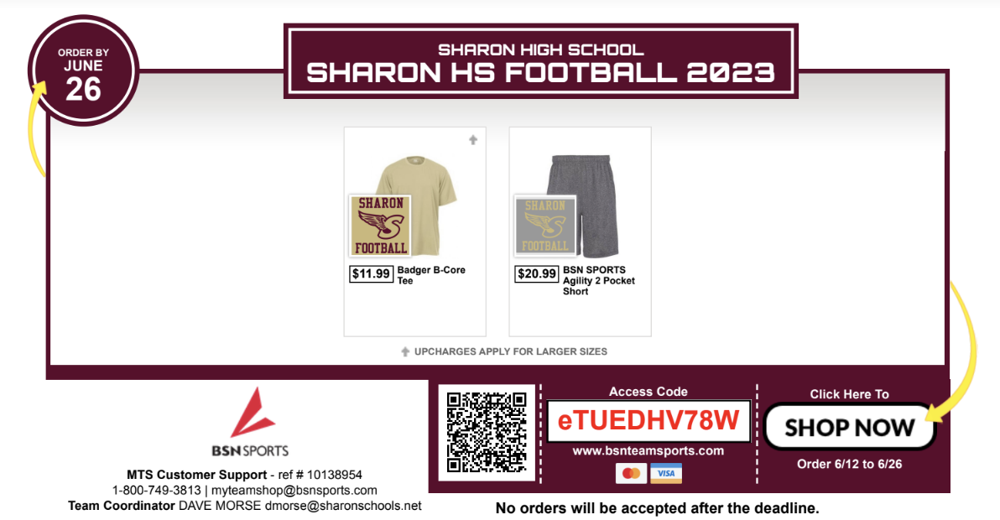 ORDER BY
JUNE
26
SHARON HIGH SCHOOL
SHARON HS FOOTBALL 2023
SHARON
S
FOOTBALL
$11.99
Badger B-Core
Tee
SHARON
S
FOOTBALL
$20.99
BSN SPORTS
Agility 2 Pocket
Short
UPCHARGES APPLY FOR LARGER SIZES
BSN SPORTS
MTS Customer Support - ref # 10138954
1-800-749-3813 | myteamshop@bsnsports.com
Team Coordinator DAVE MORSE dmorse@sharonschools.net
Access Code
eTUEDHV78W
www.bsnteamsports.com
VISA
Click Here To
SHOP NOW
Order 6/12 to 6/26
No orders will be accepted after the deadline.